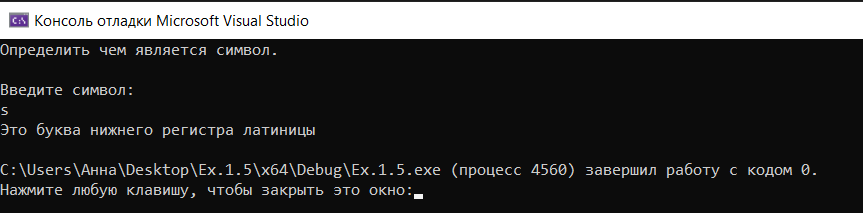 Консоль отладки Microsoft Visual Studio
Определить чем является символ.
Введите символ:
s
Это буква нижнего регистра латиницы
C:\Users\Анна\Desktop\Ex.1.5\x64\Debug\Ex.1.5.exe (процесс 4560) завершил работу с кодом 0.
Нажмите любую клавишу, чтобы закрыть это окно: